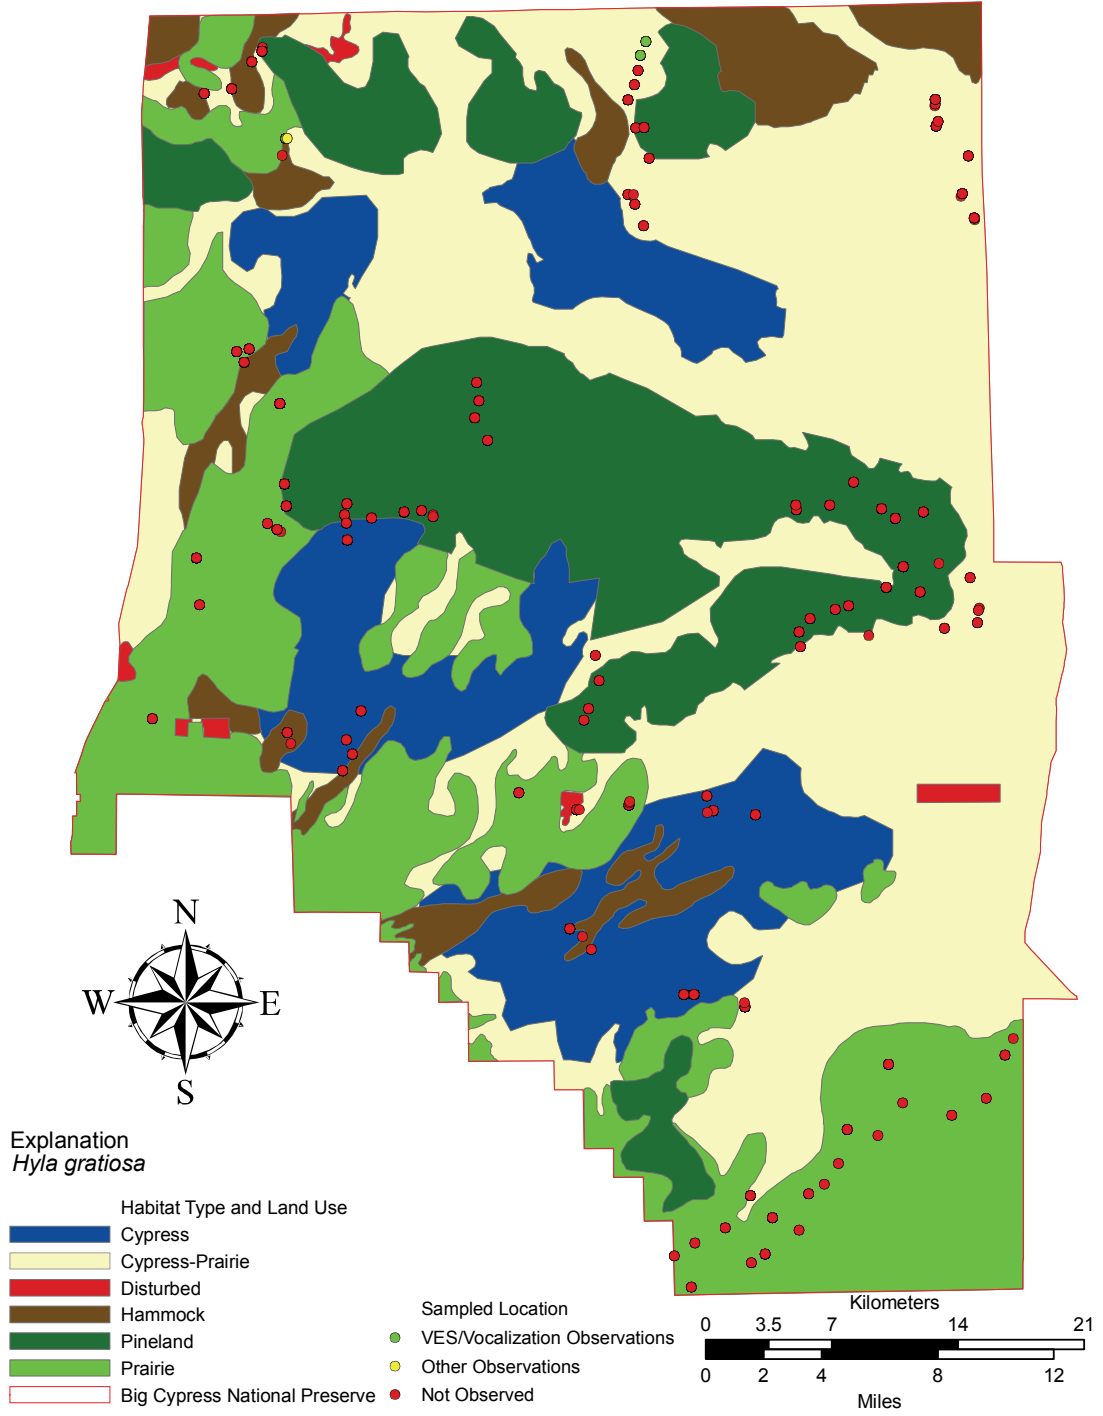 N
W
E
S
Explanation
Hyla gratiosa
Habitat Type and Land Use
Cypress
Cypress-Prairie
Disturbed
Hammock
Pineland
Prairie
Big Cypress National Preserve
Sampled Location
VES/Vocalization Observations
Other Observations
Not Observed
Kilometers
0 3.5 7 14 21
0 2 4 8 12
Miles